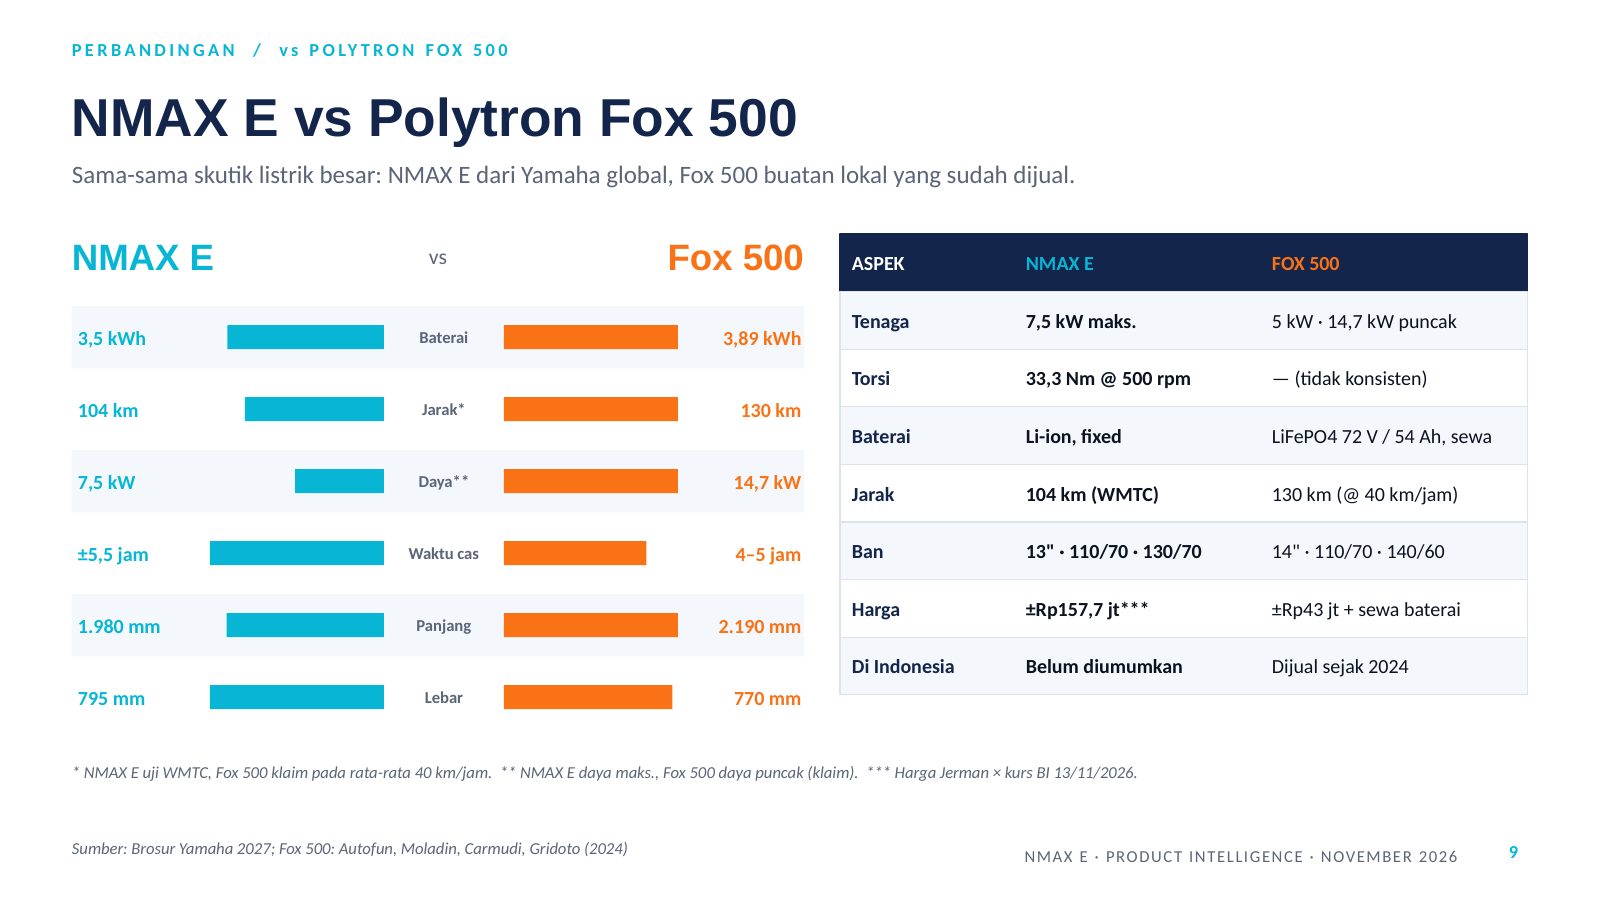 PERBANDINGAN / vs POLYTRON FOX 500
NMAX E vs Polytron Fox 500
Sama-sama skutik listrik besar: NMAX E dari Yamaha global, Fox 500 buatan lokal yang sudah dijual.
NMAX E VS Fox 500
3,5 kWh Baterai 3,89 kWh
104 km Jarak* 130 km
7,5 kW Daya** 14,7 kW
±5,5 jam Waktu cas 4–5 jam
1.980 mm Panjang 2.190 mm
795 mm Lebar 770 mm
ASPEK NMAX E FOX 500
Tenaga 7,5 kW maks. 5 kW · 14,7 kW puncak
Torsi 33,3 Nm @ 500 rpm — (tidak konsisten)
Baterai Li-ion, fixed LiFePO4 72 V / 54 Ah, sewa
Jarak 104 km (WMTC) 130 km (@ 40 km/jam)
Ban 13" · 110/70 · 130/70 14" · 110/70 · 140/60
Harga ±Rp157,7 jt*** ±Rp43 jt + sewa baterai
Di Indonesia Belum diumumkan Dijual sejak 2024
* NMAX E uji WMTC, Fox 500 klaim pada rata-rata 40 km/jam. ** NMAX E daya maks., Fox 500 daya puncak (klaim). *** Harga Jerman × kurs BI 13/11/2026.
Sumber: Brosur Yamaha 2027; Fox 500: Autofun, Moladin, Carmudi, Gridoto (2024)
NMAX E · PRODUCT INTELLIGENCE · NOVEMBER 2026 9